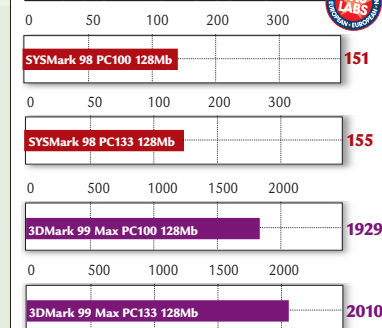 LABS
EUROPEAN • EUROPEAN
0 50 100 200 300
SYSMark 98 PC100 128Mb 151
0 50 100 200 300
SYSMark 98 PC133 128Mb 155
0 500 1000 1500 2000
3DMark 99 Max PC100 128Mb 1929
0 500 1000 1500 2000
3DMark 99 Max PC133 128Mb 2010